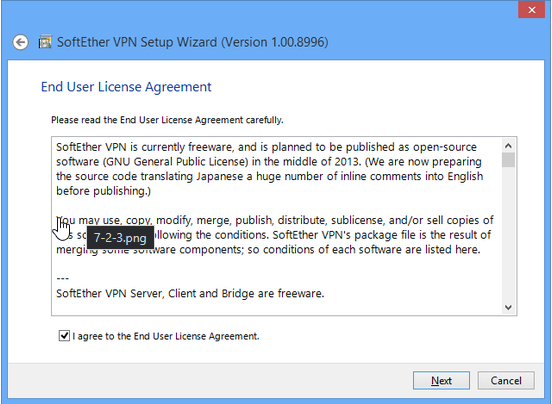 SoftEther VPN Setup Wizard (Version 1.00.8996)
End User License Agreement
Please read the End User License Agreement carefully.
SoftEther VPN is currently freeware, and is planned to be published as open-source
software (GNU General Public License) in the middle of 2013. (We are now preparing
the source code translating Japanese a huge number of inline comments into English
before publishing.)
You may use, copy, modify, merge, publish, distribute, sublicense, and/or sell copies of
following the conditions. SoftEther VPN's package file is the result of
7-2-3.png
merging some software components; so conditions of each software are listed here.
---
SoftEther VPN Server, Client and Bridge are freeware.
I agree to the End User License Agreement.
Next
Cancel